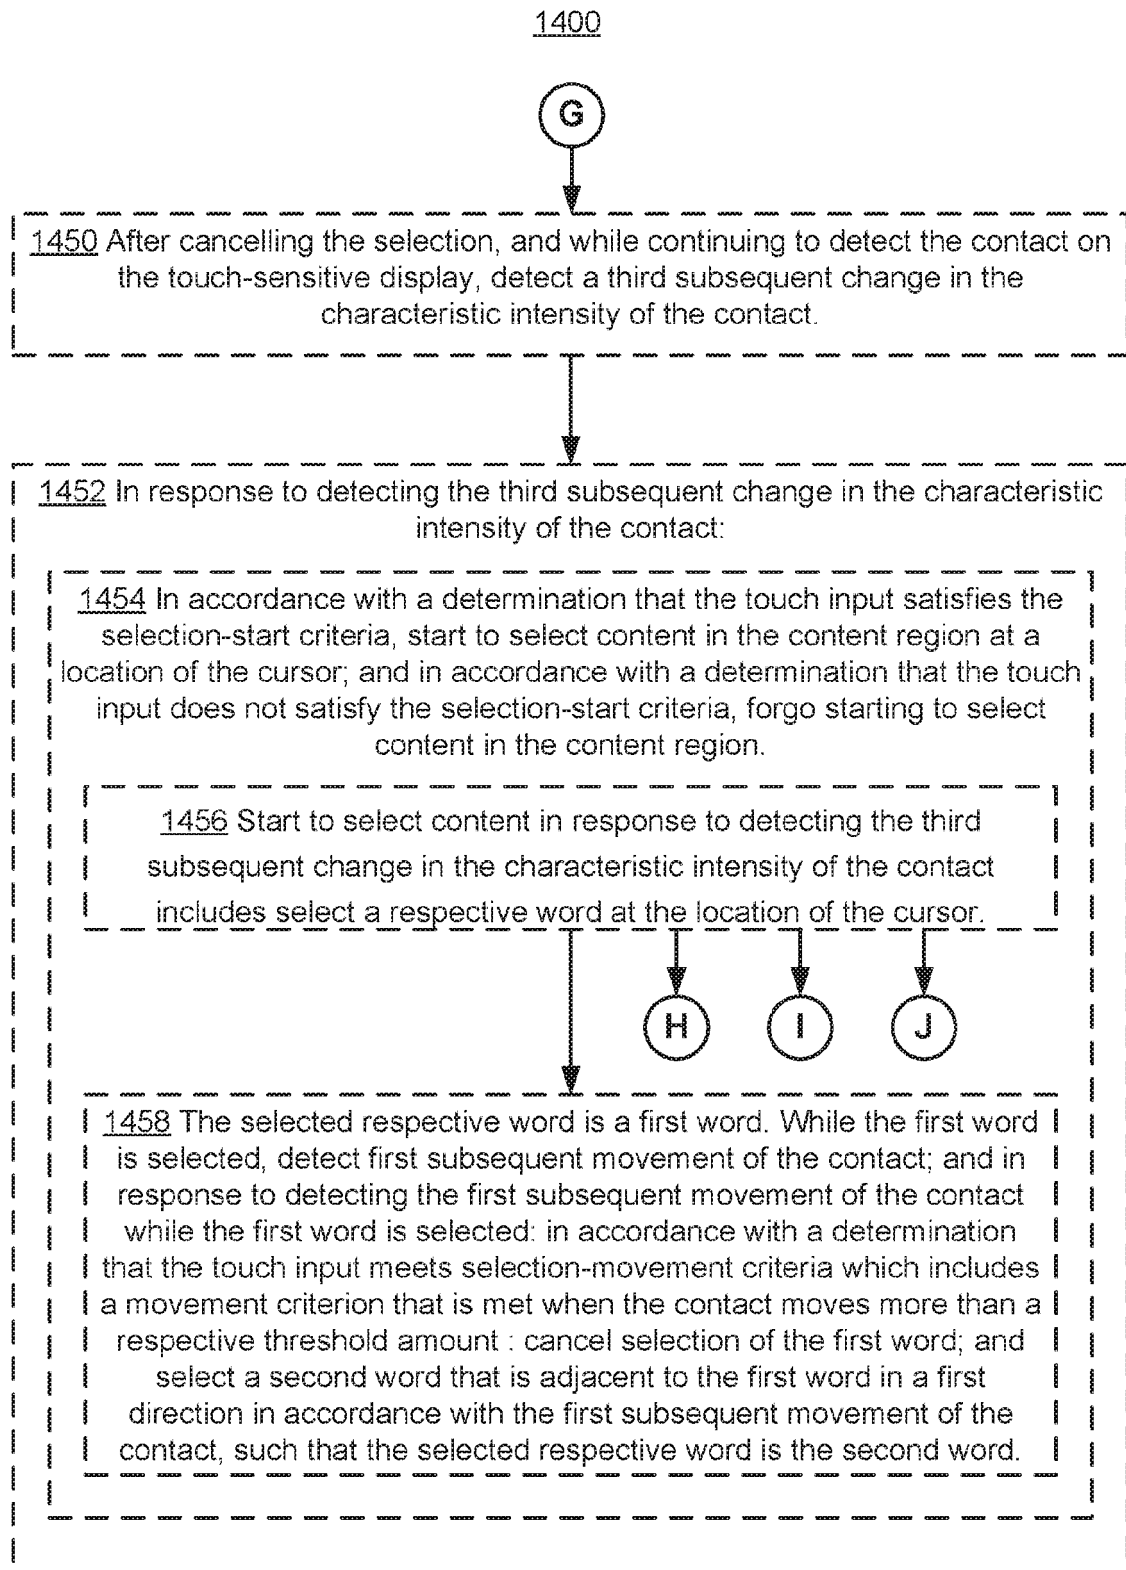 1400
G
1450 After cancelling the selection, and while continuing to detect the contact on
the touch-sensitive display, detect a third subsequent change in the
characteristic intensity of the contact.
1452 In response to detecting the third subsequent change in the characteristic
intensity of the contact:
1454 In accordance with a determination that the touch input satisfies the
selection-start criteria, start to select content in the content region at a
location of the cursor; and in accordance with a determination that the touch
input does not satisfy the selection-start criteria, forgo starting to select
content in the content region.
1456 Start to select content in response to detecting the third
subsequent change in the characteristic intensity of the contact
includes select a respective word at the location of the cursor.
H I J
1458 The selected respective word is a first word. While the first word
is selected, detect first subsequent movement of the contact; and in
response to detecting the first subsequent movement of the contact
while the first word is selected: in accordance with a determination
that the touch input meets selection-movement criteria which includes
a movement criterion that is met when the contact moves more than a
respective threshold amount : cancel selection of the first word; and
select a second word that is adjacent to the first word in a first
direction in accordance with the first subsequent movement of the
contact, such that the selected respective word is the second word.